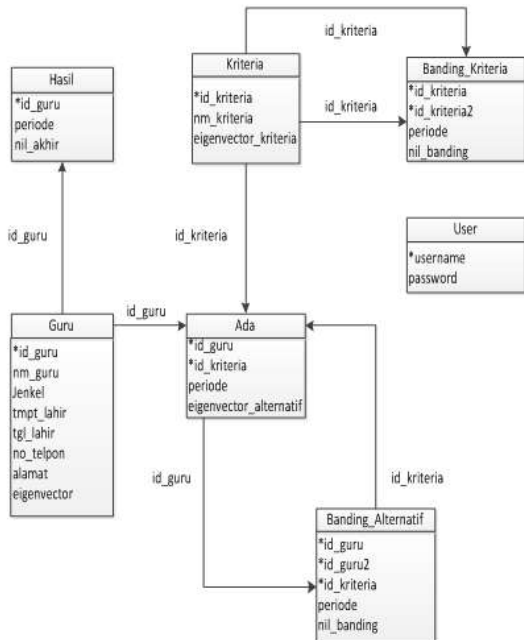 id_kriteria
Kriteria
*id_kriteria
nm_kriteria
eigenvector_kriteria
Hasil
*id_guru
periode
nil_akhir
id_kriteria
Banding_Kriteria
*id_kriteria
*id_kriteria2
periode
nil_banding
id_guru
id_kriteria
User
*username
password
Guru
*id_guru
nm_guru
Jenkel
tmpt_lahir
tgl_lahir
no_telpon
alamat
eigenvector
id_guru
Ada
*id_guru
*id_kriteria
periode
eigenvector_alternatif
id_guru
id_kriteria
Banding_Alternatif
*id_guru
*id_guru2
*id_kriteria
periode
nil_banding